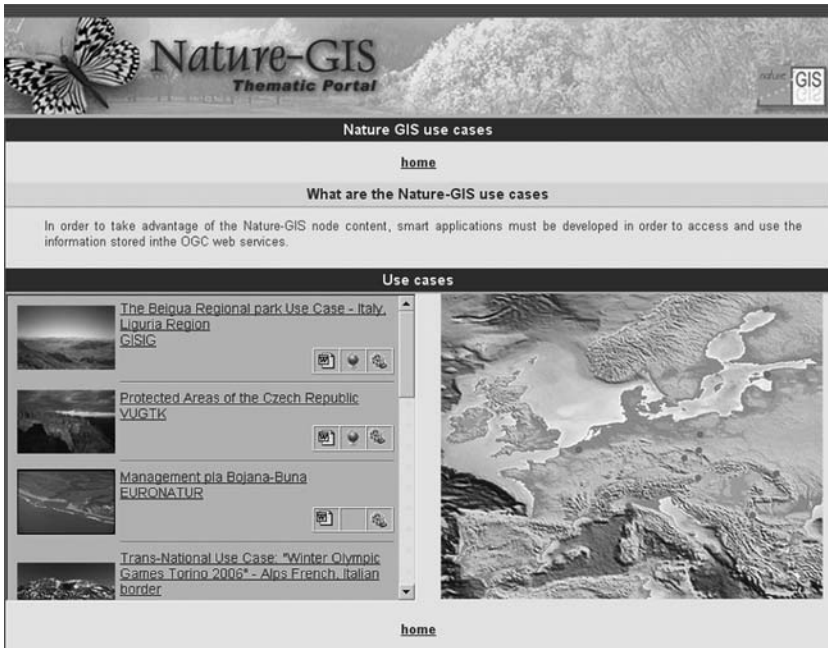 Nature-GIS
Thematic Portal
nature GIS
Nature GIS use cases
home
What are the Nature-GIS use cases
In order to take advantage of the Nature-GIS node content, smart applications must be developed in order to access and use the
information stored inthe OGC web services.
Use cases
The Beigua Regional park Use Case - Italy,
Liguria Region
GISIG
Protected Areas of the Czech Republic
VUGTK
Management pla Bojana-Buna
EURONATUR
Trans-National Use Case: "Winter Olympic
Games Torino 2006" - Alps French, Italian
border
home